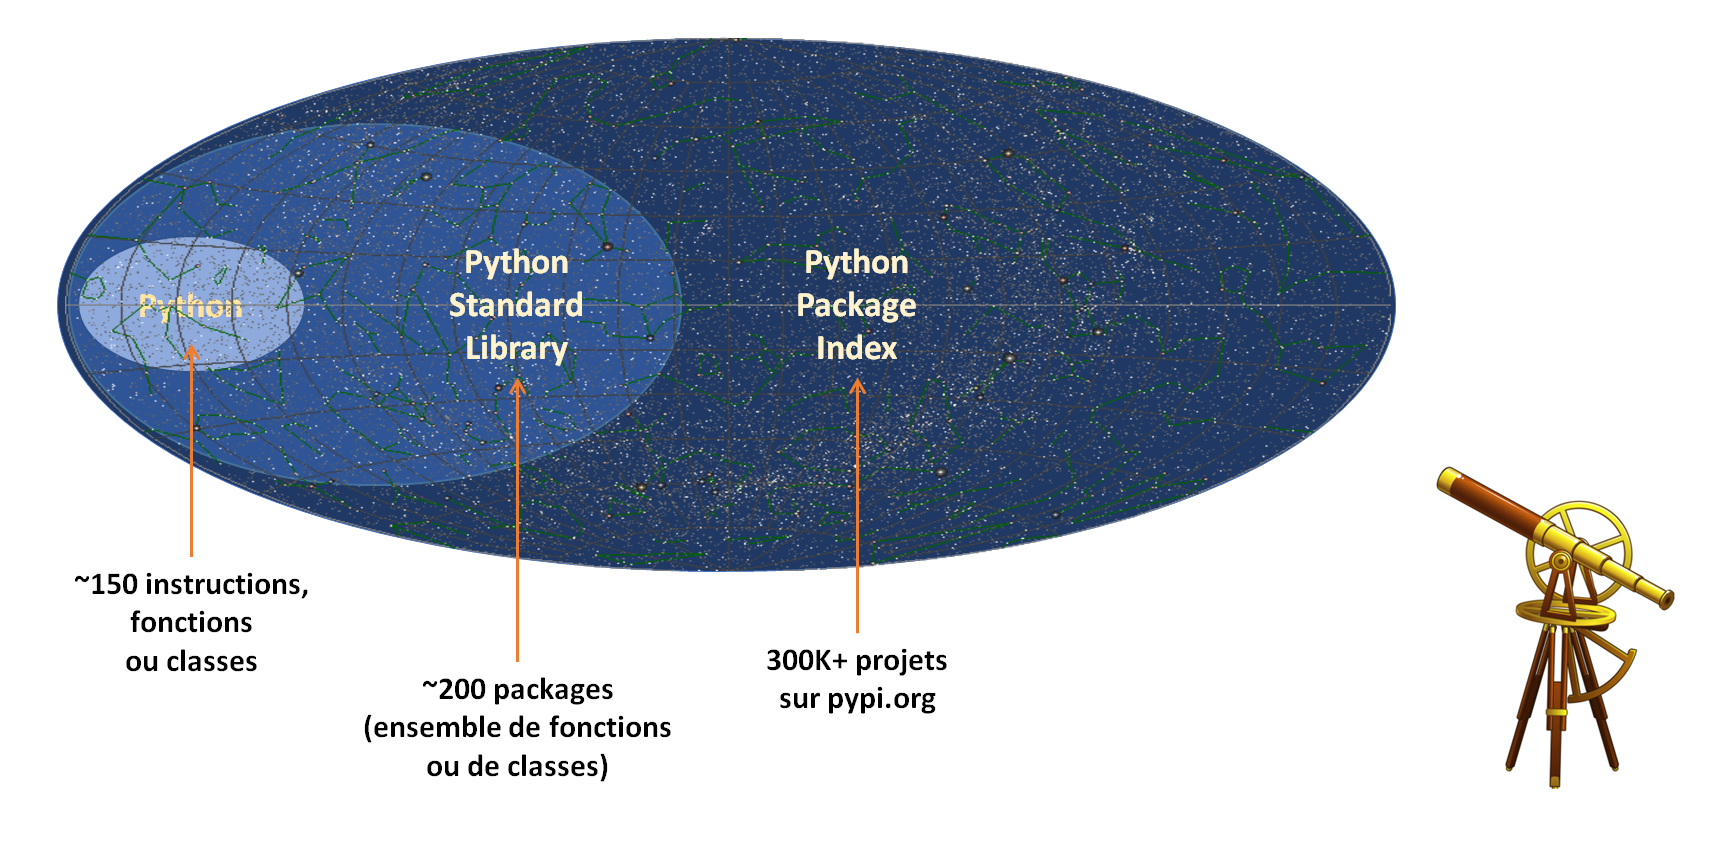 Python
Python
Standard
Library
Python
Package
Index
~150 instructions,
fonctions
ou classes
~200 packages
(ensemble de fonctions
ou de classes)
300K+ projets
sur pypi.org